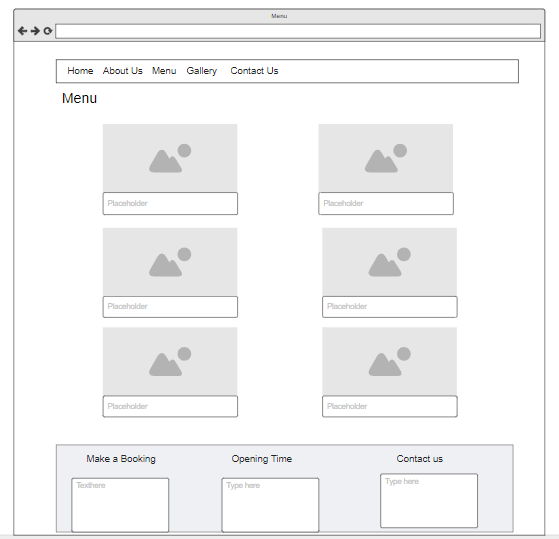 Menu
Home About Us Menu Gallery Contact Us
Menu
Placeholder Placeholder
Placeholder Placeholder
Placeholder Placeholder
Make a Booking Opening Time Contact us
Texthere Type here Type here